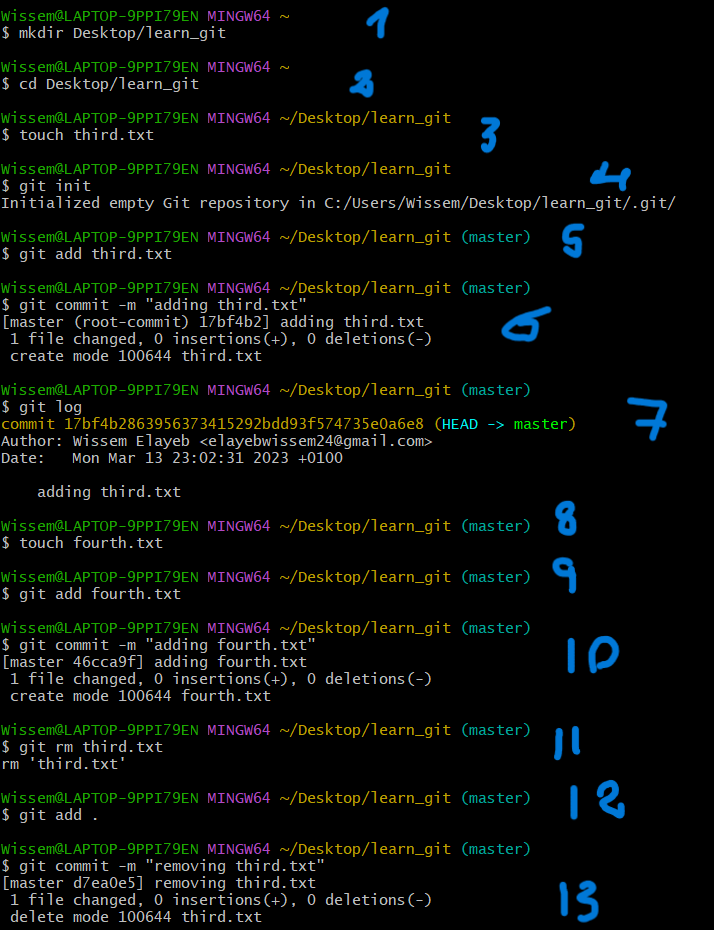 Wissem@LAPTOP-9PPI79EN MINGW64 ~ 1
$ mkdir Desktop/learn_git
Wissem@LAPTOP-9PPI79EN MINGW64 ~
$ cd Desktop/learn_git 2
Wissem@LAPTOP-9PPI79EN MINGW64 ~/Desktop/learn_git
$ touch third.txt 3
Wissem@LAPTOP-9PPI79EN MINGW64 ~/Desktop/learn_git
$ git init 4
Initialized empty Git repository in C:/Users/Wissem/Desktop/learn_git/.git/
Wissem@LAPTOP-9PPI79EN MINGW64 ~/Desktop/learn_git (master) 5
$ git add third.txt
Wissem@LAPTOP-9PPI79EN MINGW64 ~/Desktop/learn_git (master)
$ git commit -m "adding third.txt"
[master (root-commit) 17bf4b2] adding third.txt 6
 1 file changed, 0 insertions(+), 0 deletions(-)
 create mode 100644 third.txt
Wissem@LAPTOP-9PPI79EN MINGW64 ~/Desktop/learn_git (master)
$ git log
commit 17bf4b2863956373415292bdd93f574735e0a6e8 (HEAD -> master) 7
Author: Wissem Elayeb <elayebwissem24@gmail.com>
Date:   Mon Mar 13 23:02:31 2023 +0100
    adding third.txt
Wissem@LAPTOP-9PPI79EN MINGW64 ~/Desktop/learn_git (master) 8
$ touch fourth.txt
Wissem@LAPTOP-9PPI79EN MINGW64 ~/Desktop/learn_git (master) 9
$ git add fourth.txt
Wissem@LAPTOP-9PPI79EN MINGW64 ~/Desktop/learn_git (master)
$ git commit -m "adding fourth.txt"
[master 46cca9f] adding fourth.txt 10
 1 file changed, 0 insertions(+), 0 deletions(-)
 create mode 100644 fourth.txt
Wissem@LAPTOP-9PPI79EN MINGW64 ~/Desktop/learn_git (master) 11
$ git rm third.txt
rm 'third.txt'
Wissem@LAPTOP-9PPI79EN MINGW64 ~/Desktop/learn_git (master) 12
$ git add .
Wissem@LAPTOP-9PPI79EN MINGW64 ~/Desktop/learn_git (master)
$ git commit -m "removing third.txt"
[master d7ea0e5] removing third.txt
 1 file changed, 0 insertions(+), 0 deletions(-) 13
 delete mode 100644 third.txt